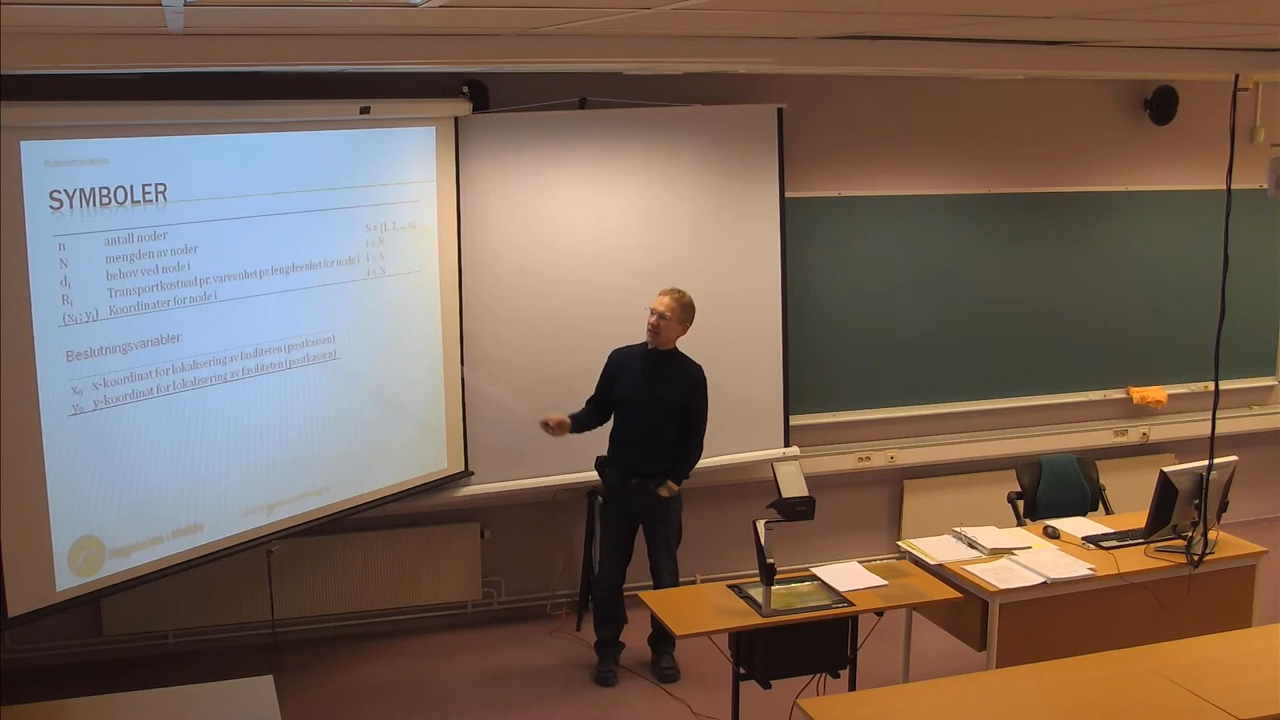 SYMBOLER
n antall noder N = {1, 2, ..., n}
N mengden av noder i ∈ N
d_i behov ved node i i ∈ N
R_i Transportkostnad pr. vareenhet pr. lengdeenhet for node i i ∈ N
(x_i ; y_i) Koordinater for node i
Beslutningsvariabler:
x_0 x-koordinat for lokalisering av fasiliteten (postkassen)
y_0 y-koordinat for lokalisering av fasiliteten (postkassen)
Høgskolen i Molde